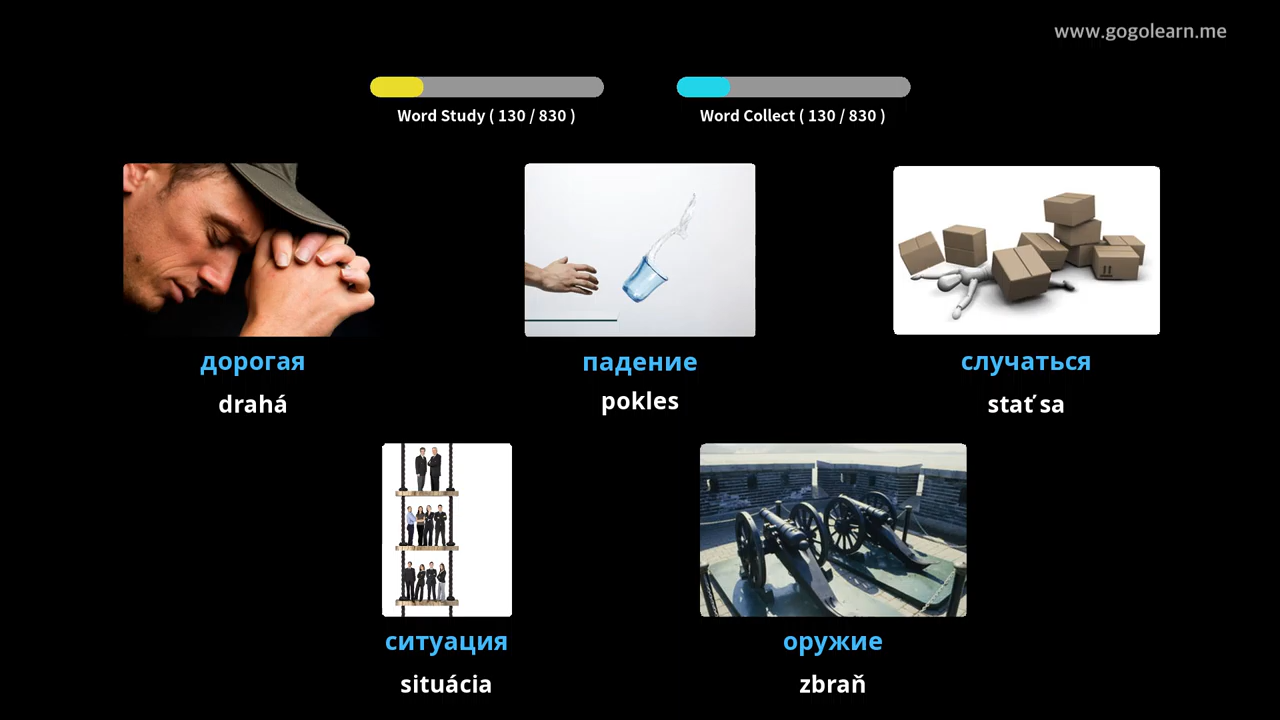 www.gogolearn.me
Word Study ( 130 / 830 )
Word Collect ( 130 / 830 )
дорогая
drahá
падение
pokles
случаться
stať sa
ситуация
situácia
оружие
zbraň